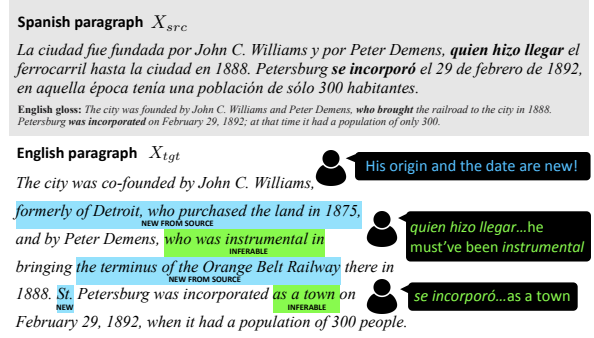 Spanish paragraph X_src
La ciudad fue fundada por John C. Williams y por Peter Demens, quien hizo llegar el
ferrocarril hasta la ciudad en 1888. Petersburg se incorporó el 29 de febrero de 1892,
en aquella época tenía una población de sólo 300 habitantes.
English gloss: The city was founded by John C. Williams and Peter Demens, who brought the railroad to the city in 1888.
Petersburg was incorporated on February 29, 1892; at that time it had a population of only 300.
English paragraph X_tgt
His origin and the date are new!
The city was co-founded by John C. Williams,
formerly of Detroit, who purchased the land in 1875,
NEW FROM SOURCE
quien hizo llegar...he
must've been instrumental
and by Peter Demens, who was instrumental in
INFERABLE
bringing the terminus of the Orange Belt Railway there in
NEW FROM SOURCE
1888. St. Petersburg was incorporated as a town on
NEW
INFERABLE
se incorporó...as a town
February 29, 1892, when it had a population of 300 people.